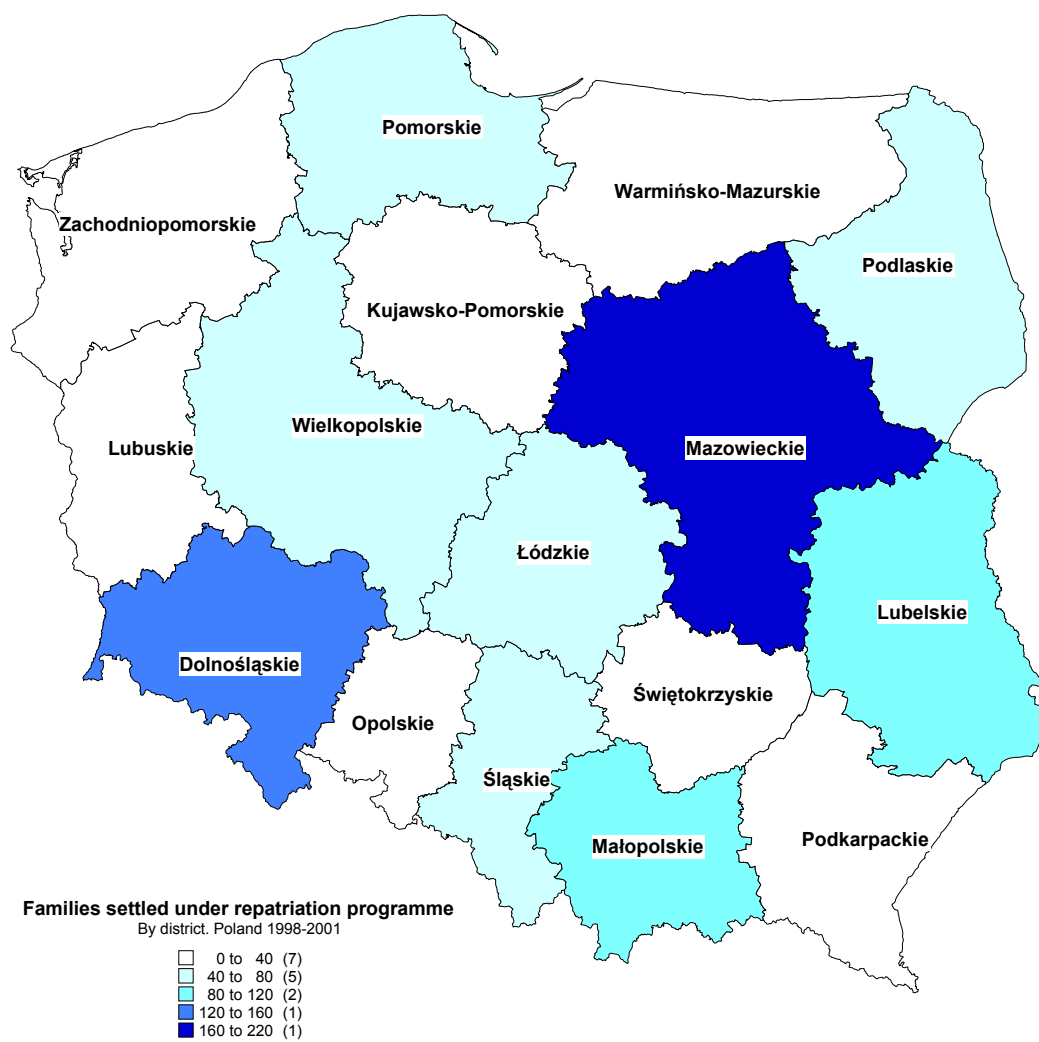 Pomorskie
Warmińsko-Mazurskie
Zachodniopomorskie
Podlaskie
Kujawsko-Pomorskie
Wielkopolskie
Lubuskie
Mazowieckie
Łódzkie
Lubelskie
Dolnośląskie
Świętokrzyskie
Opolskie
Śląskie
Podkarpackie
Małopolskie
Families settled under repatriation programme
By district. Poland 1998-2001
0 to 40 (7)
40 to 80 (5)
80 to 120 (2)
120 to 160 (1)
160 to 220 (1)